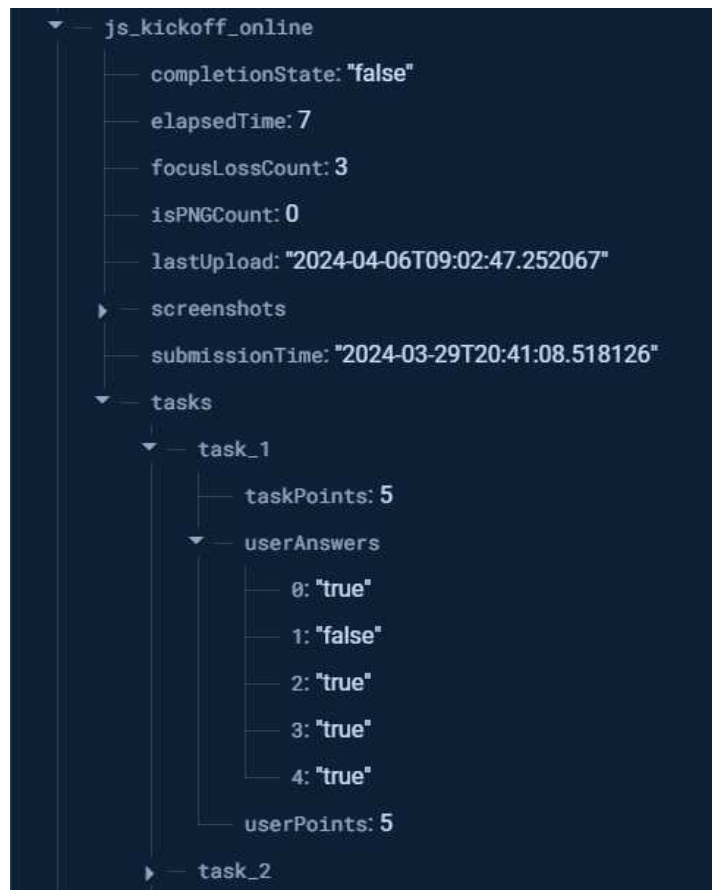 js_kickoff_online
completionState: "false"
elapsedTime: 7
focusLossCount: 3
isPNGCount: 0
lastUpload: "2024-04-06T09:02:47.252067"
screenshots
submissionTime: "2024-03-29T20:41:08.518126"
tasks
task_1
taskPoints: 5
userAnswers
0: "true"
1: "false"
2: "true"
3: "true"
4: "true"
userPoints: 5
task_2